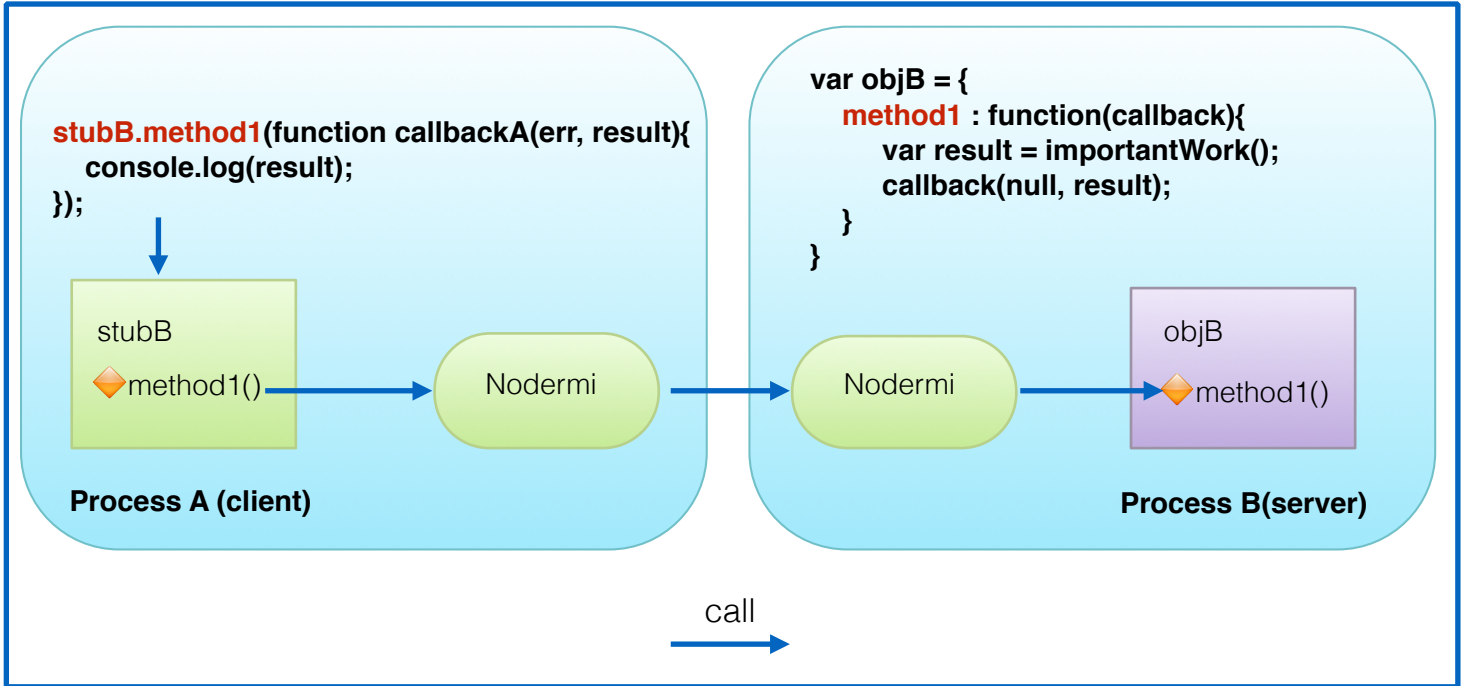 stubB.method1(function callbackA(err, result){
console.log(result);
});
stubB
method1()
Nodermi
Process A (client)
var objB = {
method1 : function(callback){
var result = importantWork();
callback(null, result);
}
}
Nodermi
objB
method1()
Process B(server)
call